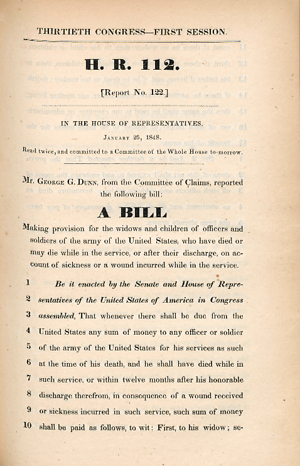 THIRTIETH CONGRESS—FIRST SESSION.
H. R. 112.
[Report No. 122.]
IN THE HOUSE OF REPRESENTATIVES.
JANUARY 25, 1848.
Read twice, and committed to a Committee of the Whole House to-morrow.
Mr. GEORGE G. DUNN, from the Committee of Claims, reported
the following bill:
A BILL
Making provision for the widows and children of officers and
soldiers of the army of the United States, who have died or
may die while in the service, or after their discharge, on ac-
count of sickness or a wound incurred while in the service.
1 Be it enacted by the Senate and House of Repre-
2 sentatives of the United States of America in Congress
3 assembled, That whenever there shall be due from the
4 United States any sum of money to any officer or soldier
5 of the army of the United States for his services as such
6 at the time of his death, and he shall have died while in
7 such service, or within twelve months after his honorable
8 discharge therefrom, in consequence of a wound received
9 or sickness incurred in such service, such sum of money
10 shall be paid as follows, to wit: First, to his widow; se-